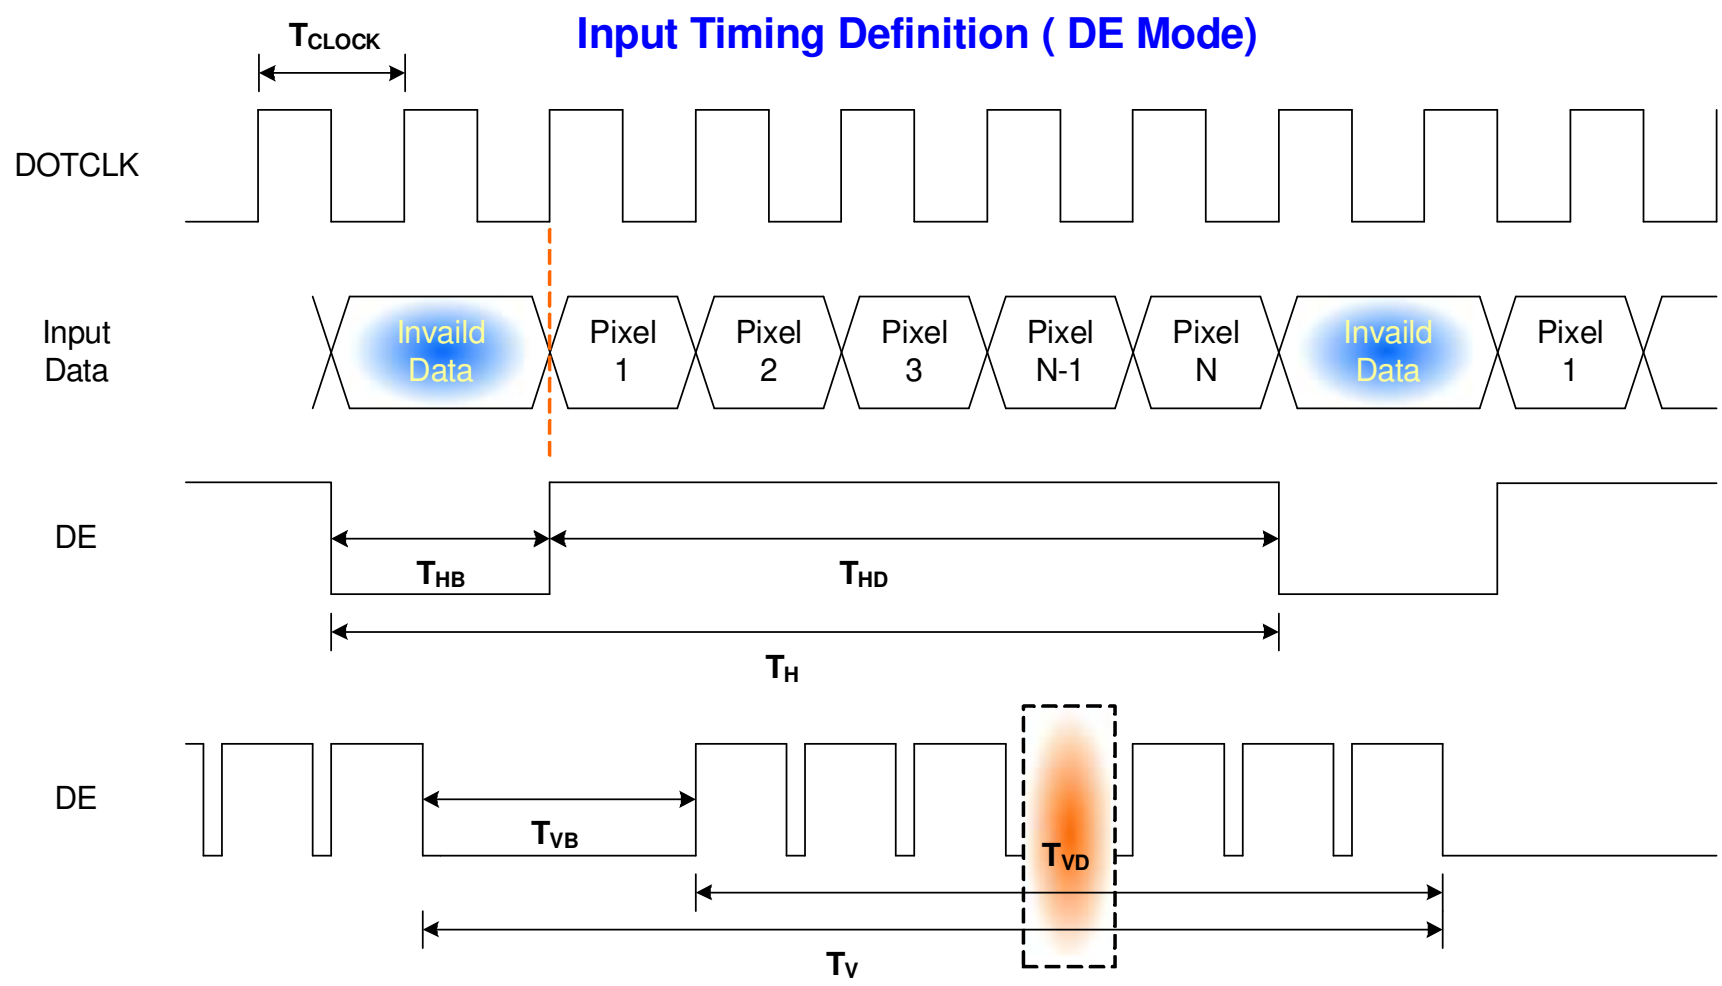 Input Timing Definition ( DE Mode)
TCLOCK
DOTCLK
Input
Data
Invaild
Data
Pixel
1
Pixel
2
Pixel
3
Pixel
N-1
Pixel
N
Invaild
Data
Pixel
1
DE
THB
THD
TH
DE
TVB
TVD
TV